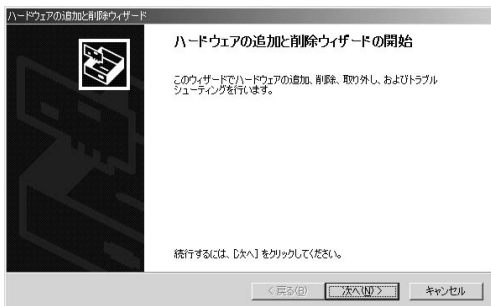 ハードウェアの追加と削除ウィザード
ハードウェアの追加と削除ウィザードの開始
このウィザードでハードウェアの追加、削除、取り外し、およびトラブル
シューティングを行います。
続行するには、[次へ] をクリックしてください。
< 戻る(B)
次へ(N) >
キャンセル